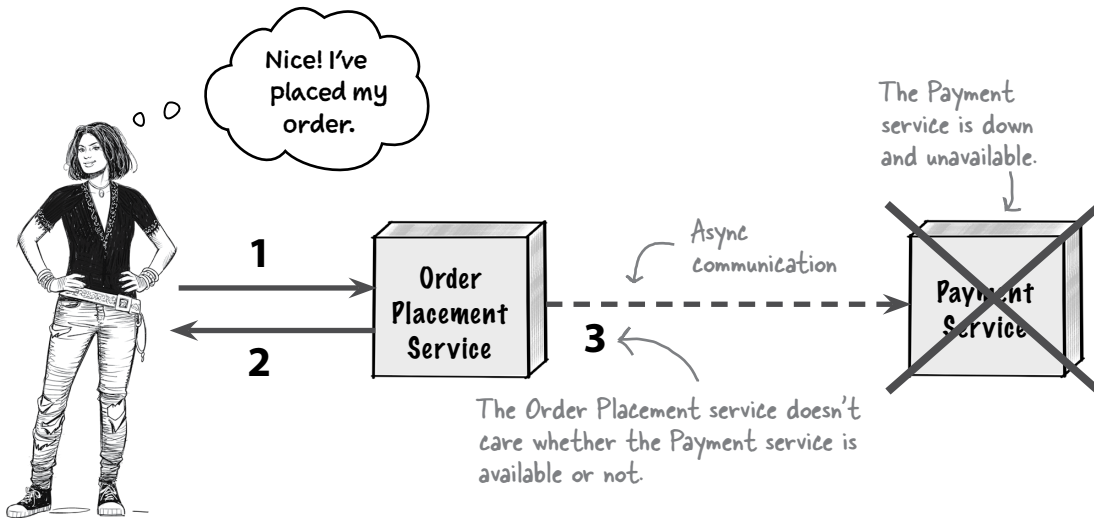 Nice! I've
placed my
order.
The Payment
service is down
and unavailable.
1
Order
Placement
Service
2
Async
communication
3
Payment
Service
The Order Placement service doesn't
care whether the Payment service is
available or not.